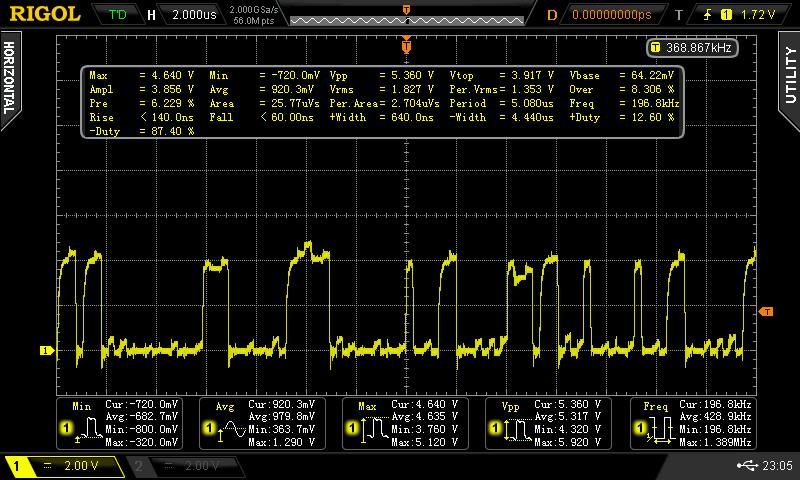 RIGOL T'D H 2.000us 2.000GSa/s 56.0M pts D 0.00000000ps T 1 1.72 V
T 368.867kHz
HORIZONTAL
UTILITY
Max = 4.640 V Min = -720.0mV Vpp = 5.360 V Vtop = 3.917 V Vbase = 64.22mV
Ampl = 3.856 V Avg = 920.3mV Vrms = 1.827 V Per.Vrms= 1.353 V Over = 8.306 %
Pre = 6.229 % Area = 25.77uVs Per.Area= 2.704uVs Period = 5.080us Freq = 196.8kHz
Rise < 140.0ns Fall < 60.00ns +Width = 640.0ns -Width = 4.440us +Duty = 12.60 %
-Duty = 87.40 %
T
1
T
Min
1
Cur:-720.0mV
Avg:-682.7mV
Min:-800.0mV
Max:-320.0mV
Avg
1
Cur:920.3mV
Avg:979.8mV
Min:363.7mV
Max:1.290 V
Max
1
Cur:4.640 V
Avg:4.635 V
Min:3.760 V
Max:5.120 V
Vpp
1
Cur:5.360 V
Avg:5.317 V
Min:4.320 V
Max:5.920 V
Freq
1
Cur:196.8kHz
Avg:428.9kHz
Min:196.8kHz
Max:1.389MHz
1 = 2.00 V 2 = 2.00 V 23:05